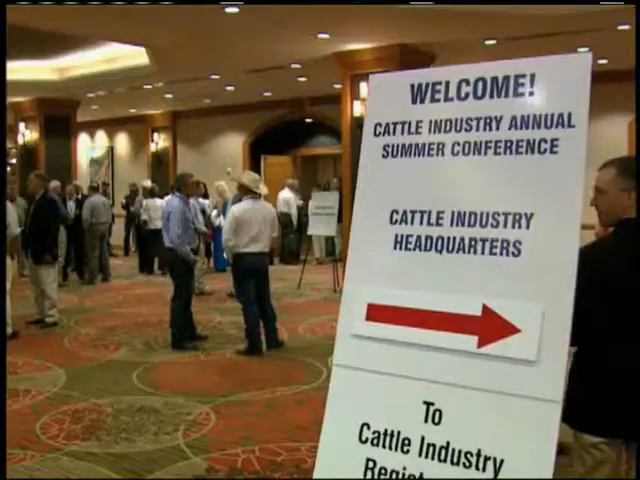 WELCOME!
CATTLE INDUSTRY ANNUAL
SUMMER CONFERENCE
CATTLE INDUSTRY
HEADQUARTERS
To
Cattle Industry